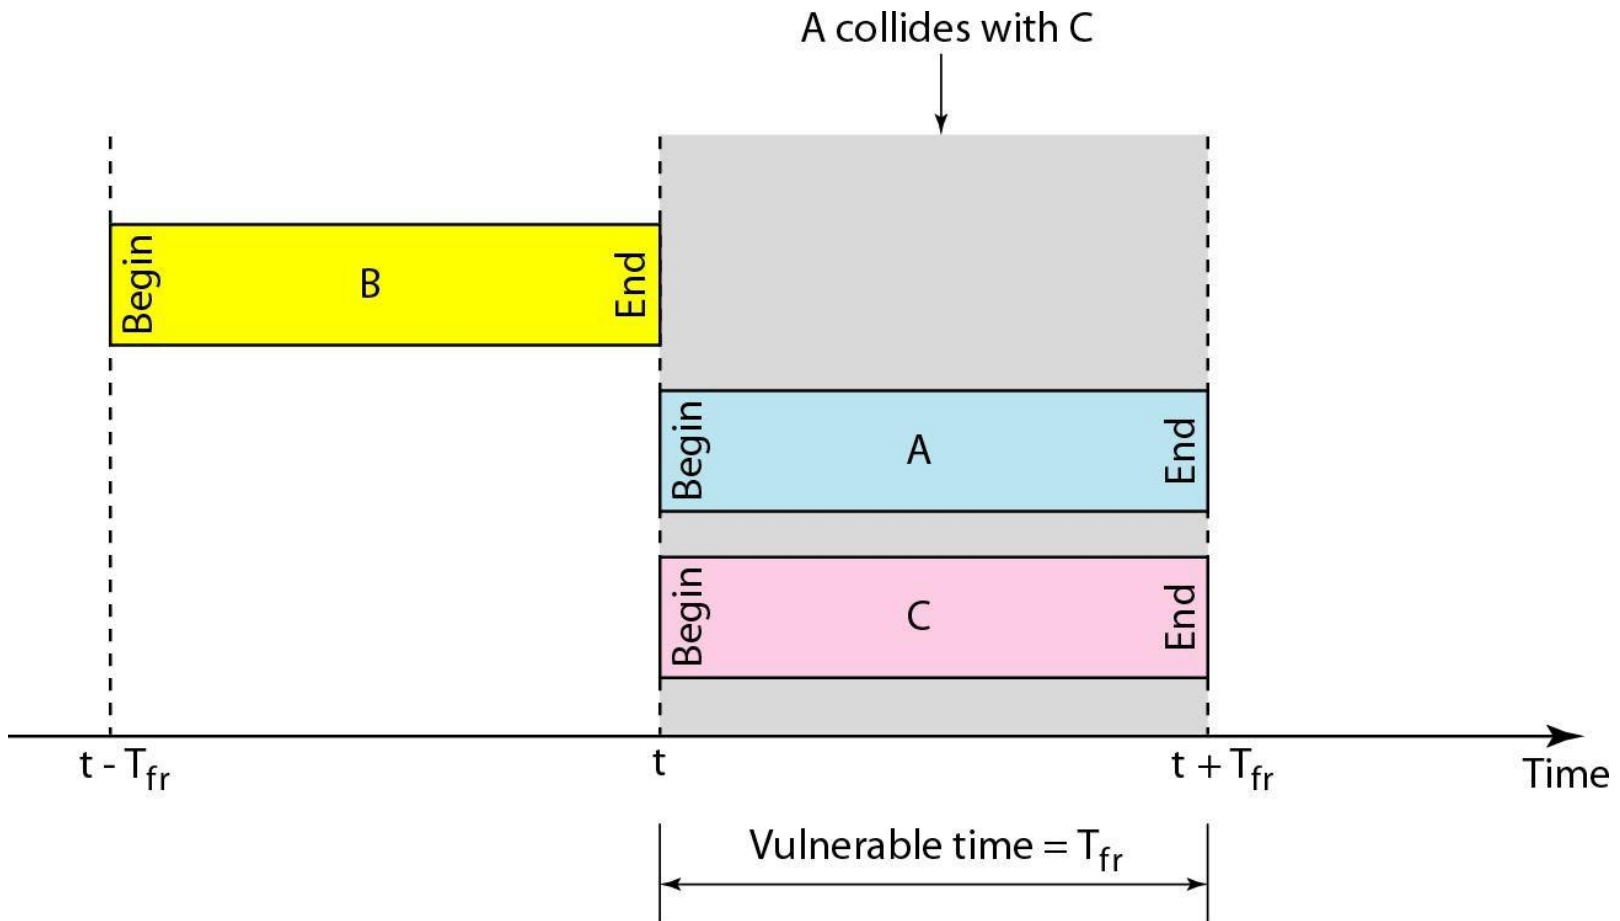 A collides with C
Begin
B
End
Begin
A
End
Begin
C
End
t - Tfr
t
t + Tfr
Time
Vulnerable time = Tfr